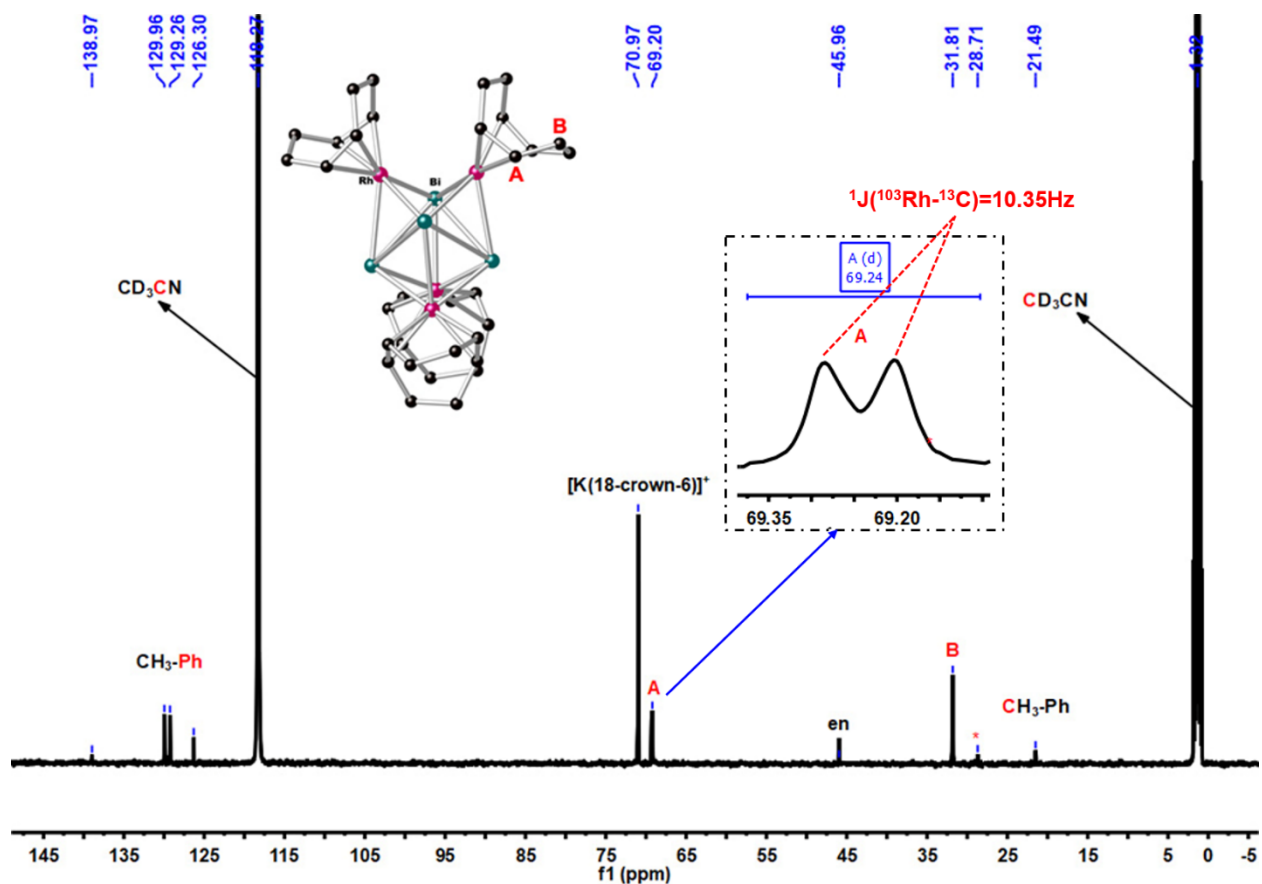 138.97
129.96
129.26
126.30
70.97
69.20
45.96
31.81
28.71
21.49
1.32
B
A
Rh
Bi
¹J(¹⁰³Rh-¹³C)=10.35Hz
A (d)
69.24
A
69.35 69.20
CD₃CN
CD₃CN
[K(18-crown-6)]⁺
CH₃-Ph
A
en
B
*
CH₃-Ph
145 135 125 115 105 95 85 75 65 55 45 35 25 15 5 0 -5
f1 (ppm)